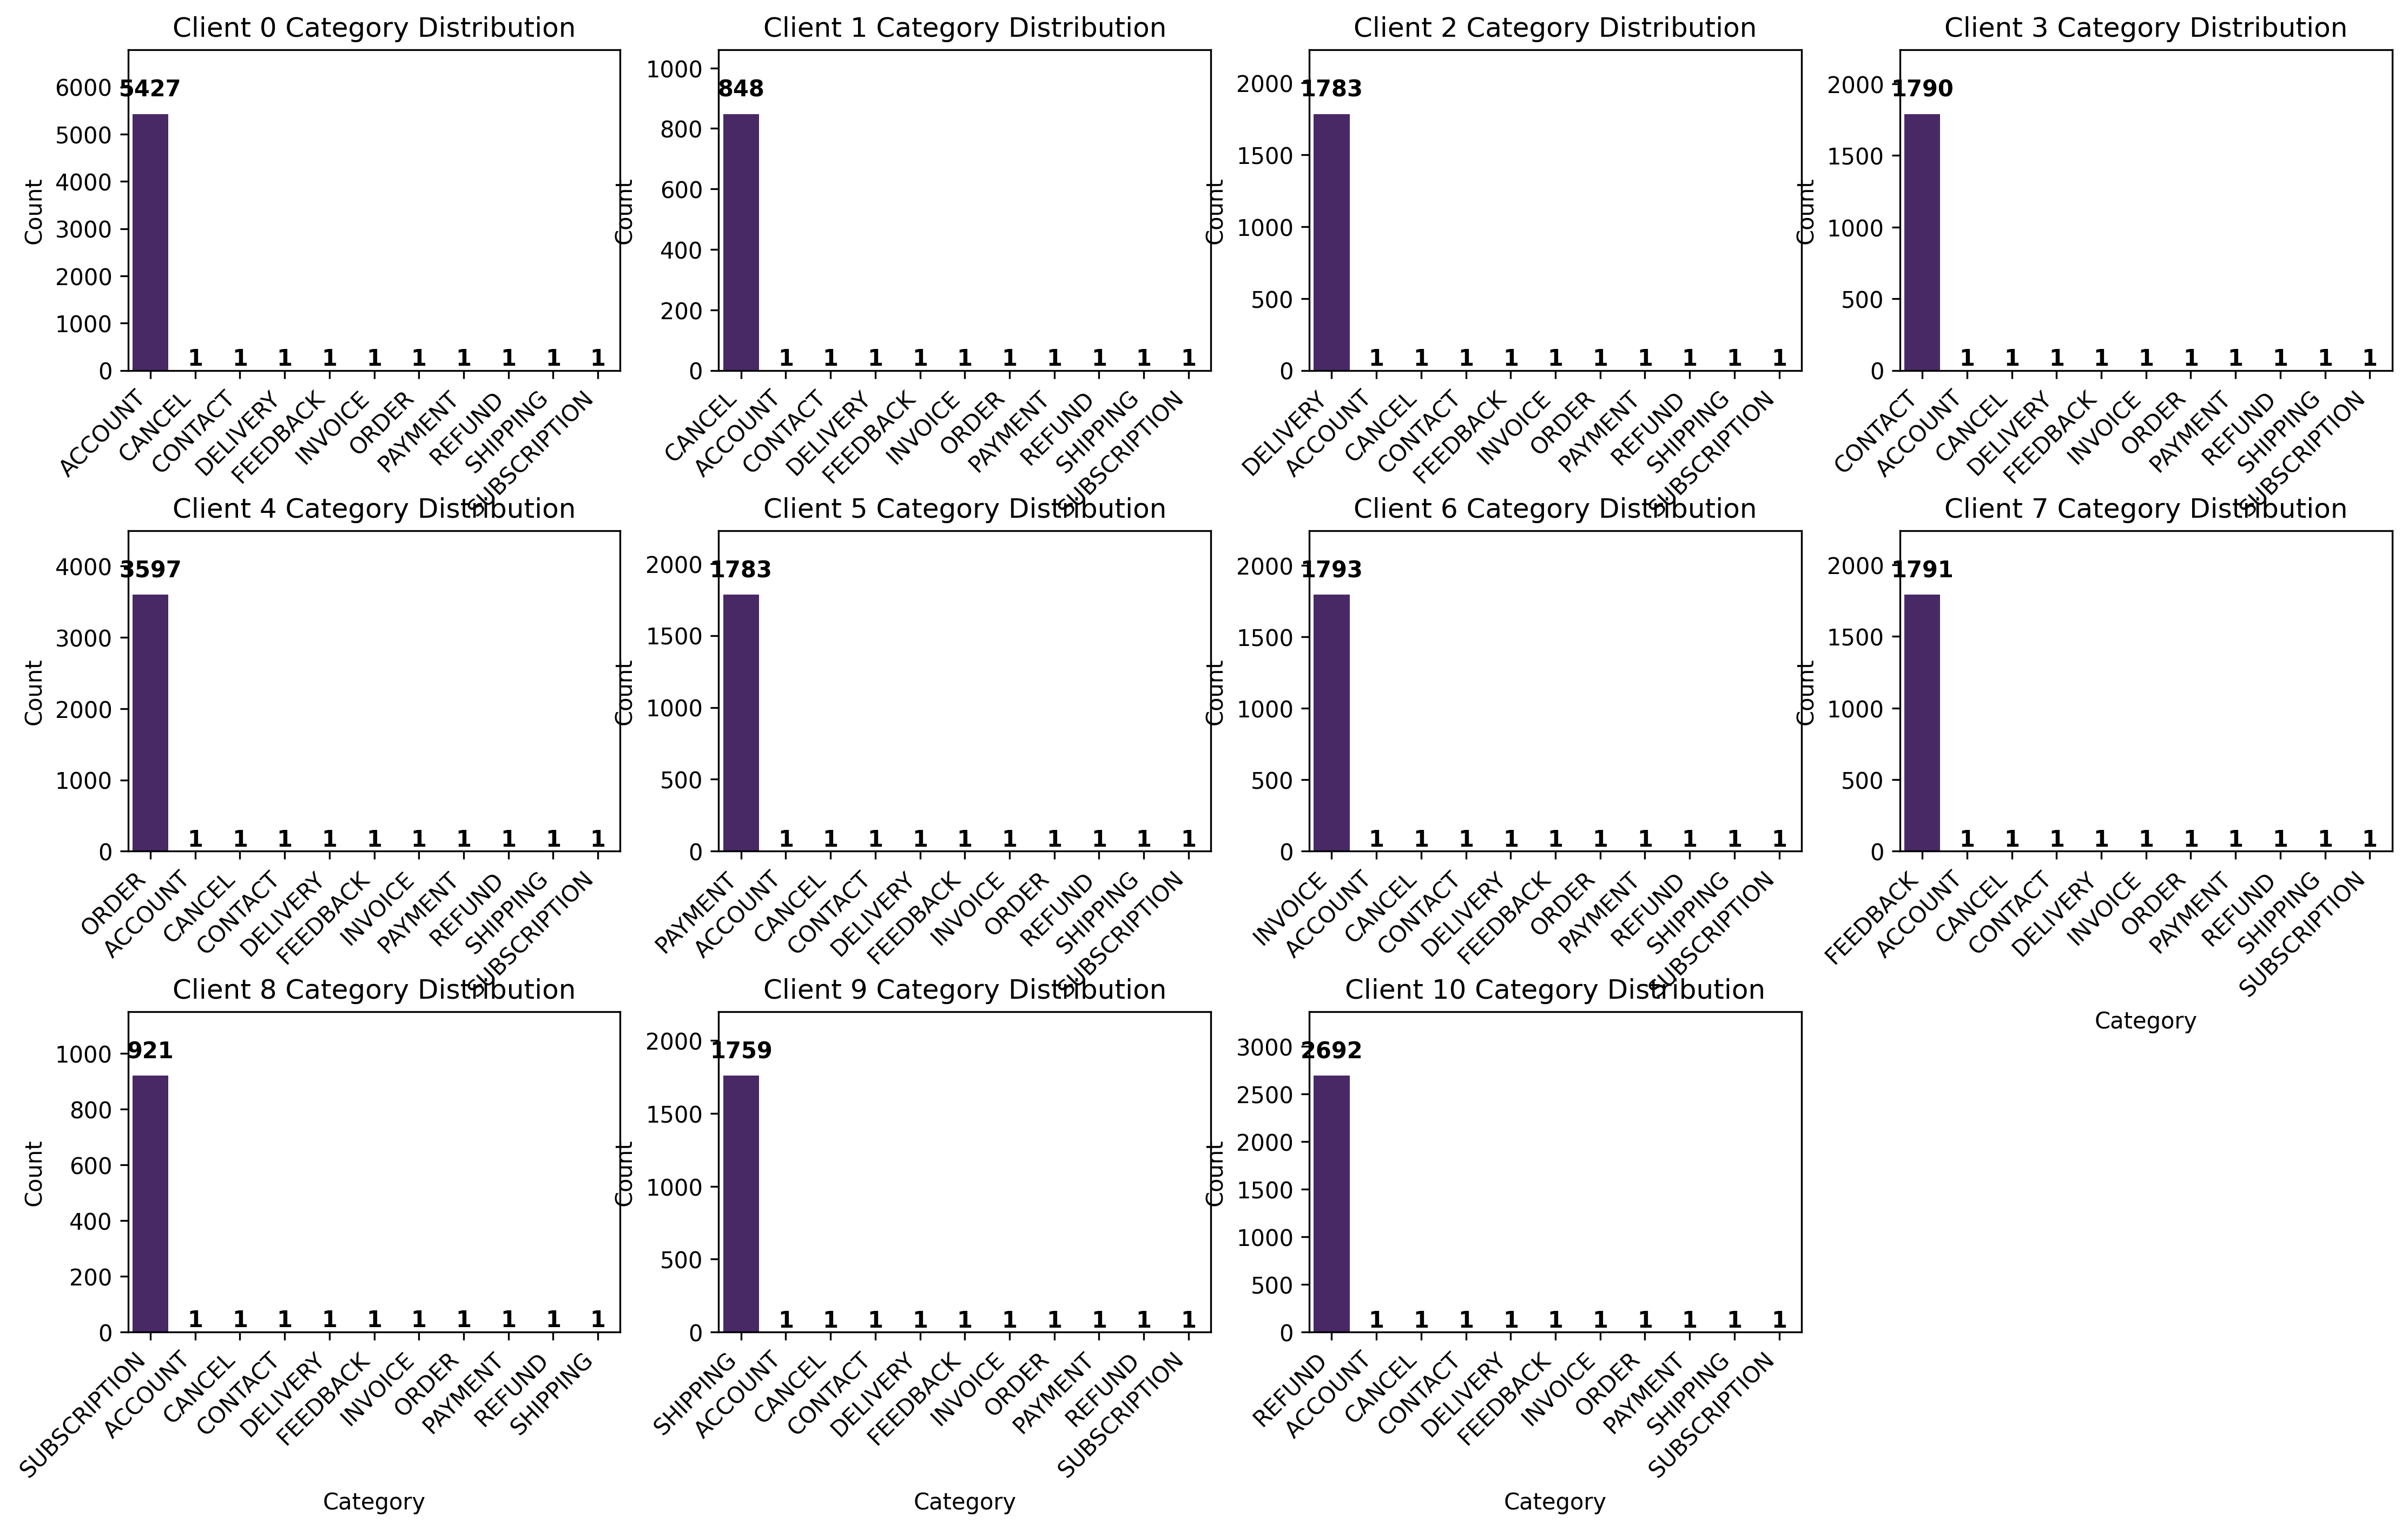 Client 0 Category Distribution
Count
6000
5000
4000
3000
2000
1000
0
5427
1 1 1 1 1 1 1 1 1 1
ACCOUNT
CANCEL
CONTACT
DELIVERY
FEEDBACK
INVOICE
ORDER
PAYMENT
REFUND
SHIPPING
SUBSCRIPTION
Client 1 Category Distribution
Count
1000
800
600
400
200
0
848
1 1 1 1 1 1 1 1 1 1
CANCEL
ACCOUNT
CONTACT
DELIVERY
FEEDBACK
INVOICE
ORDER
PAYMENT
REFUND
SHIPPING
SUBSCRIPTION
Client 2 Category Distribution
Count
2000
1500
1000
500
0
1783
1 1 1 1 1 1 1 1 1 1
DELIVERY
ACCOUNT
CANCEL
CONTACT
FEEDBACK
INVOICE
ORDER
PAYMENT
REFUND
SHIPPING
SUBSCRIPTION
Client 3 Category Distribution
Count
2000
1500
1000
500
0
1790
1 1 1 1 1 1 1 1 1 1
CONTACT
ACCOUNT
CANCEL
DELIVERY
FEEDBACK
INVOICE
ORDER
PAYMENT
REFUND
SHIPPING
SUBSCRIPTION
Client 4 Category Distribution
Count
4000
3000
2000
1000
0
3597
1 1 1 1 1 1 1 1 1 1
ORDER
ACCOUNT
CANCEL
CONTACT
DELIVERY
FEEDBACK
INVOICE
PAYMENT
REFUND
SHIPPING
SUBSCRIPTION
Client 5 Category Distribution
Count
2000
1500
1000
500
0
1783
1 1 1 1 1 1 1 1 1 1
PAYMENT
ACCOUNT
CANCEL
CONTACT
DELIVERY
FEEDBACK
INVOICE
ORDER
REFUND
SHIPPING
SUBSCRIPTION
Client 6 Category Distribution
Count
2000
1500
1000
500
0
1793
1 1 1 1 1 1 1 1 1 1
INVOICE
ACCOUNT
CANCEL
CONTACT
DELIVERY
FEEDBACK
ORDER
PAYMENT
REFUND
SHIPPING
SUBSCRIPTION
Client 7 Category Distribution
Count
2000
1500
1000
500
0
1791
1 1 1 1 1 1 1 1 1 1
FEEDBACK
ACCOUNT
CANCEL
CONTACT
DELIVERY
INVOICE
ORDER
PAYMENT
REFUND
SHIPPING
SUBSCRIPTION
Category
Client 8 Category Distribution
Count
1000
800
600
400
200
0
921
1 1 1 1 1 1 1 1 1 1
SUBSCRIPTION
ACCOUNT
CANCEL
CONTACT
DELIVERY
FEEDBACK
INVOICE
ORDER
PAYMENT
REFUND
SHIPPING
Category
Client 9 Category Distribution
Count
2000
1500
1000
500
0
1759
1 1 1 1 1 1 1 1 1 1
SHIPPING
ACCOUNT
CANCEL
CONTACT
DELIVERY
FEEDBACK
INVOICE
ORDER
PAYMENT
REFUND
SUBSCRIPTION
Category
Client 10 Category Distribution
Count
3000
2500
2000
1500
1000
500
0
2692
1 1 1 1 1 1 1 1 1 1
REFUND
ACCOUNT
CANCEL
CONTACT
DELIVERY
FEEDBACK
INVOICE
ORDER
PAYMENT
SHIPPING
SUBSCRIPTION
Category